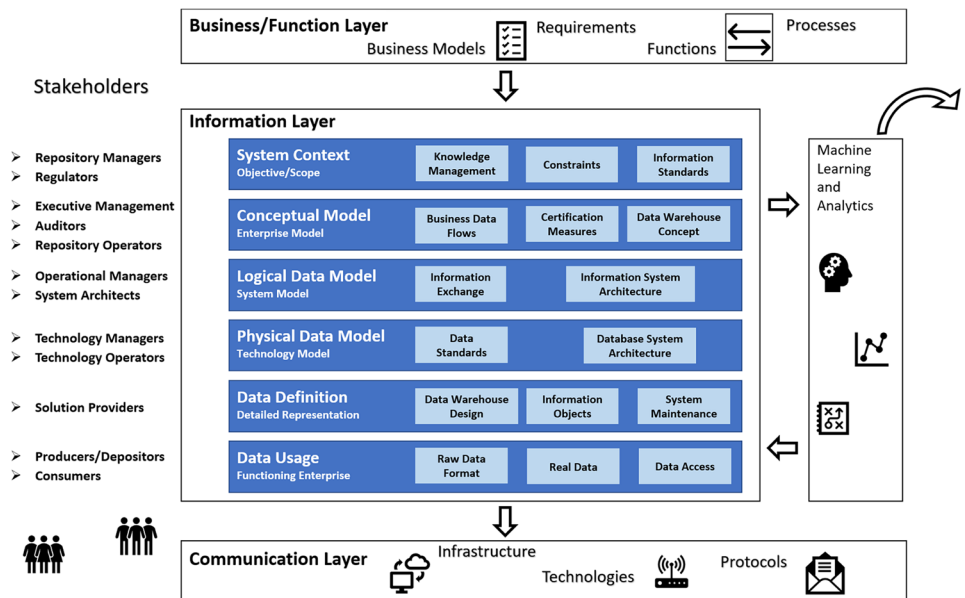 Business/Function Layer
Business Models
Requirements
Functions
Processes
Stakeholders
Repository Managers
Regulators
Executive Management
Auditors
Repository Operators
Operational Managers
System Architects
Technology Managers
Technology Operators
Solution Providers
Producers/Depositors
Consumers
Information Layer
System Context
Objective/Scope
Knowledge
Management
Constraints
Information
Standards
Conceptual Model
Enterprise Model
Business Data
Flows
Certification
Measures
Data Warehouse
Concept
Logical Data Model
System Model
Information
Exchange
Information System
Architecture
Physical Data Model
Technology Model
Data
Standards
Database System
Architecture
Data Definition
Detailed Representation
Data Warehouse
Design
Information
Objects
System
Maintenance
Data Usage
Functioning Enterprise
Raw Data
Format
Real Data
Data Access
Machine
Learning
and
Analytics
Communication Layer
Infrastructure
Technologies
Protocols